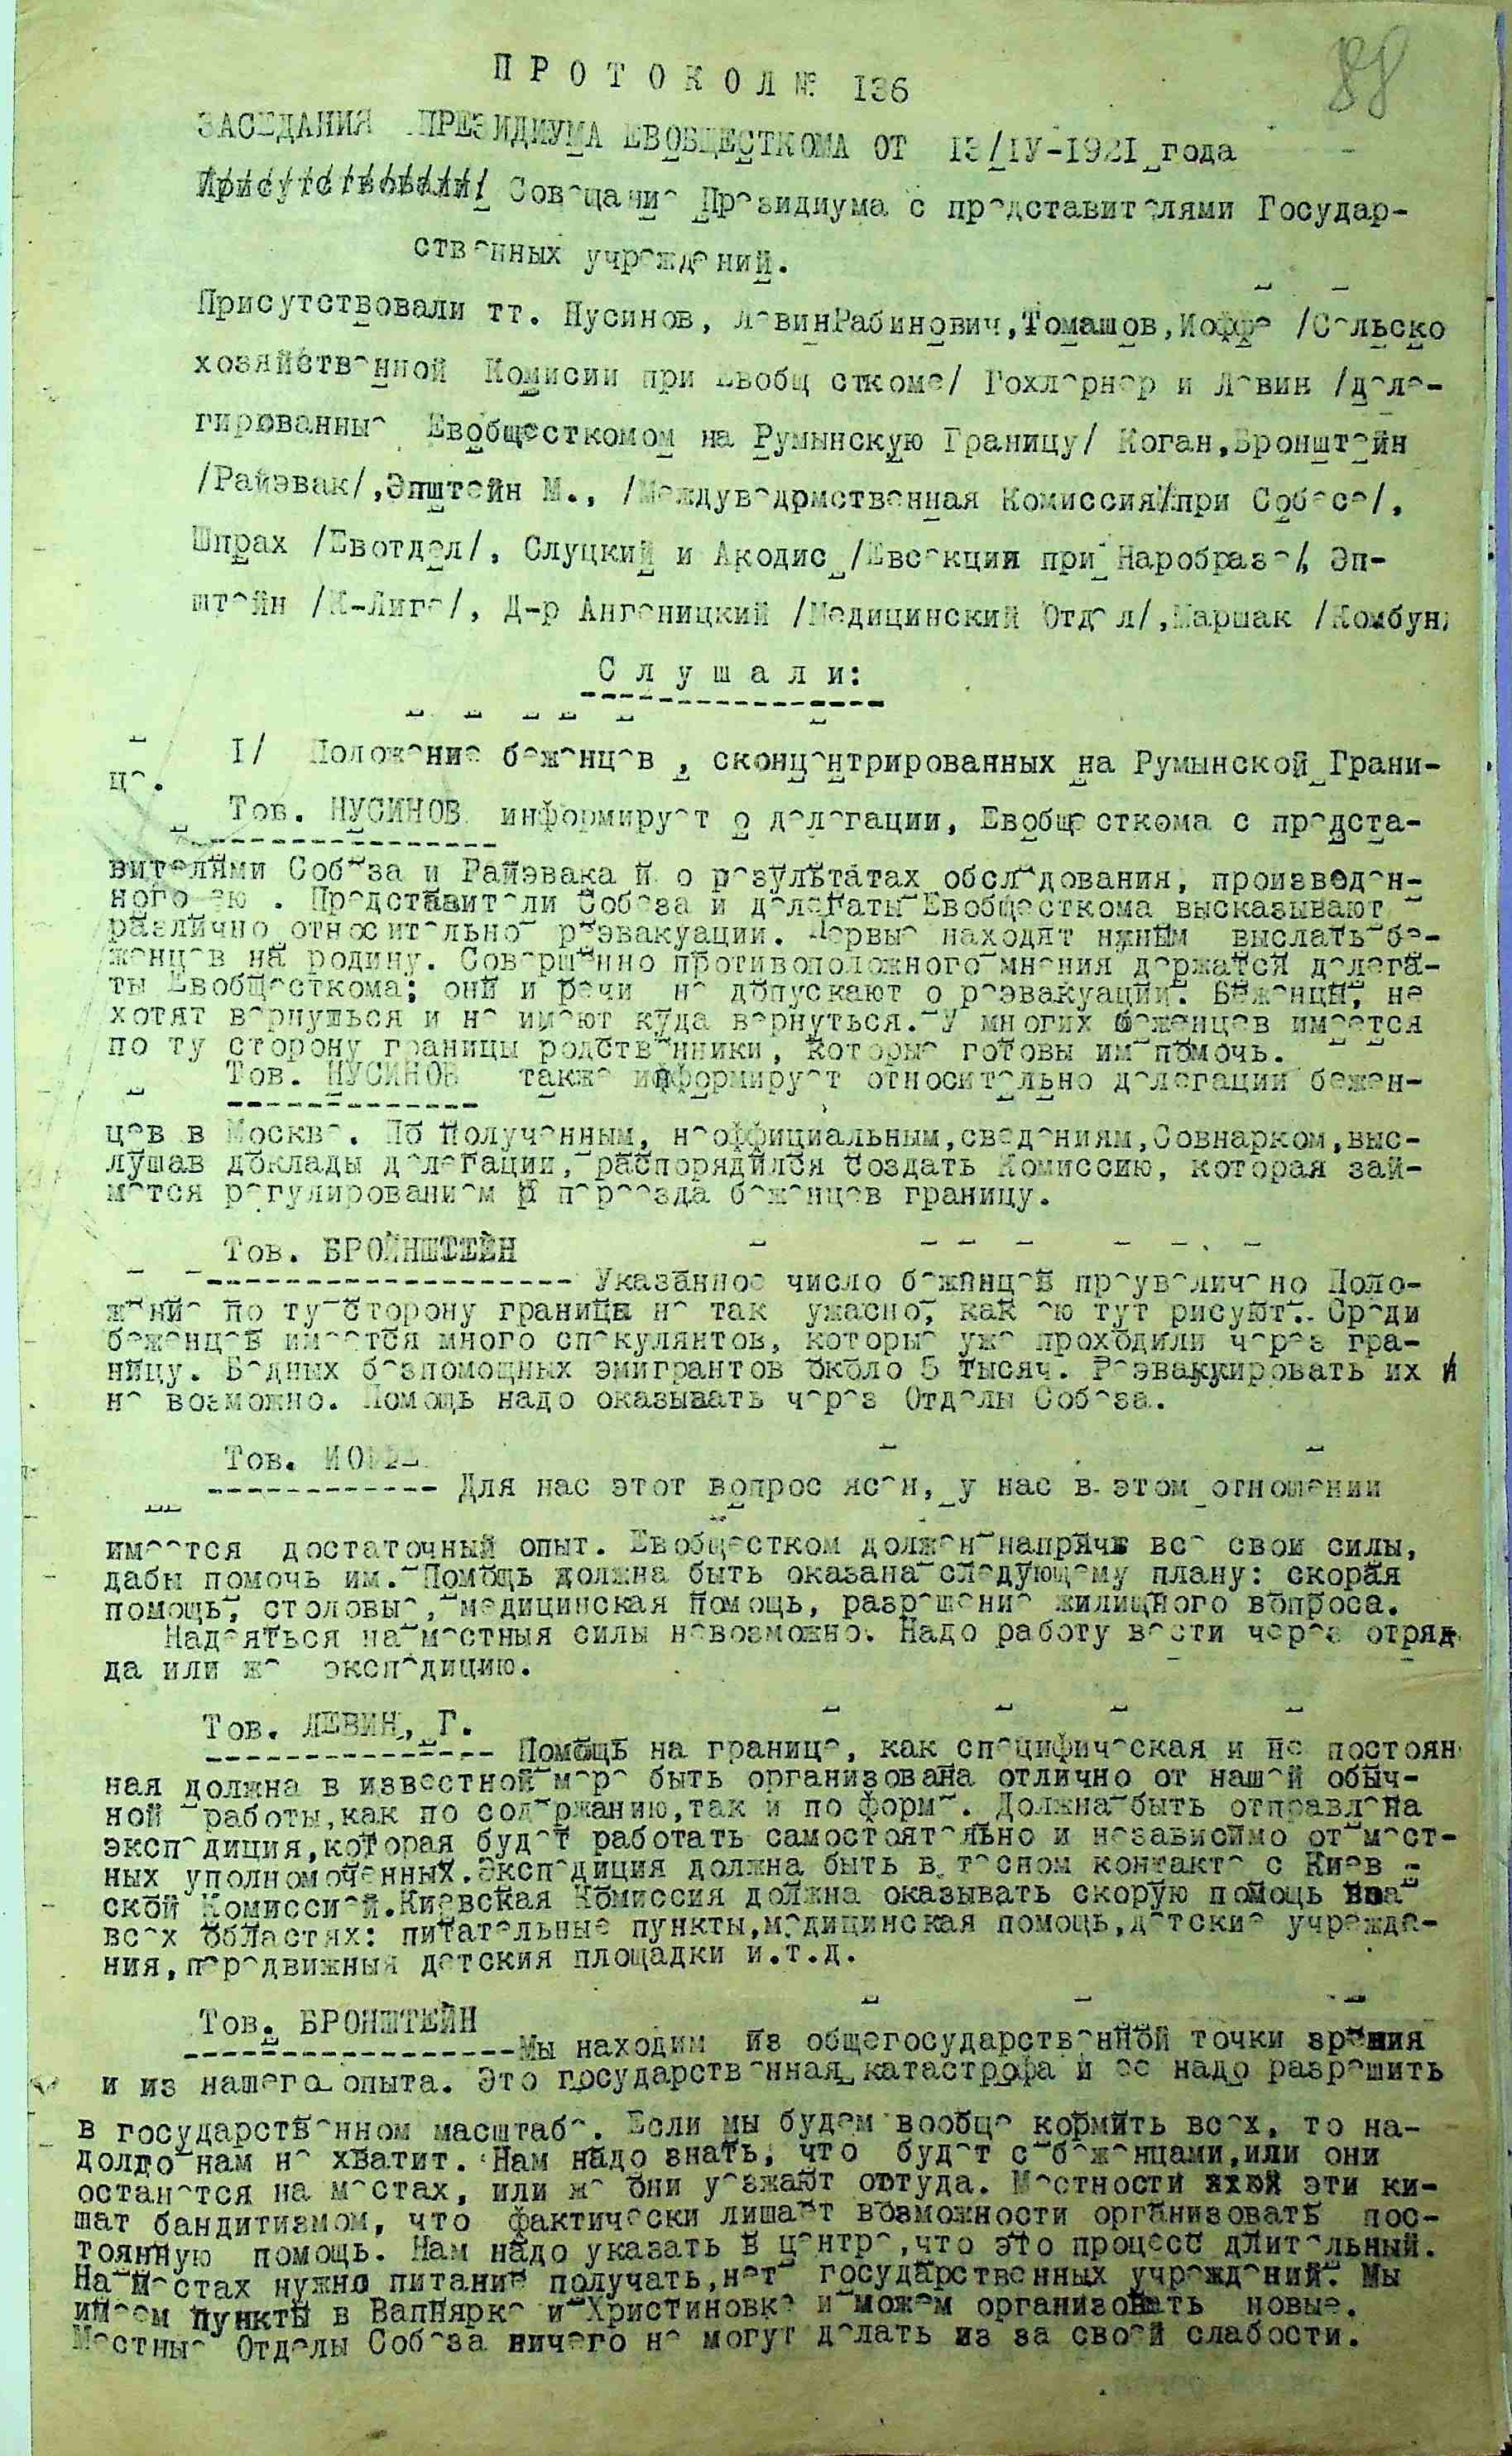 88
П Р О Т О К О Л № 136
ЗАСЕДАНИЯ ПРЕЗИДИУМА ЕВОБЩЕСТКОМА ОТ 13/IУ-1921 года
Присутствовали/ Совещание Президиума с представителями Государ-
ственных учреждений.
Присутствовали тт. Нусинов, ЛевинРабинович,Томашов,Иоффе /Сельско
хозяйственной Комисии при Евобщ сткоме/ Гохлернер и Левин /деле-
гированные Евобщесткомом на Румынскую Границу/ Коган,Бронштейн
/Райэвак/,Эпштейн М., /Междуведрмственная Комиссия/при Собесе/,
Шпрах /Евотдел/, Слуцкий и Акодис /Евсекции при Наробразе/, Эп-
штейн /К-Лиге/, Д-р Ангеницкий /Медицинский Отдел/,Маршак /Комбунд
С л у ш а л и:
I/ Положение беженцев , сконцентрированных на Румынской Грани-
це.
Тов. НУСИНОВ информирует о делегации, Евобщесткома с предста-
вителями Собеза и Райэвака и о результатах обследования, произведен-
ного ею . Представители Собеза и делегаты Евобщесткома высказывают
различно относительно реэвакуации. Первые находят нужным выслать бе-
женцев на родину. Совершенно противоположного мнения держатся делега-
ты Евобщесткома; они и речи не допускают о реэвакуации. Беженцы, не
хотят вернушься и не имеют куда вернуться. У многих беженцев имеется
по ту сторону границы родственники, которые готовы им помочь.
Тов. НУСИНОВ также информирует относительно делегации бежен-
цев в Москве. По полученным, неоффициальным,сведениям,Совнарком,выс-
лушав доклады делегации, распорядился создать Комиссию, которая зай-
мется регулированием и переезда беженцев границу.
Тов. БРОЙНШТЕЙН
Указанное число беженцев преувеличено Поло-
жение по ту сторону границы не так ужасно, как ею тут рисуют. Среди
беженцев имеется много спекулянтов, которые уже проходили через гра-
ницу. Бедных безпомощных эмигрантов около 5 тысяч. Реэвакуировать их и
не возможно. Помощь надо оказывать через Отделы Собеза.
Тов. ИОФФЕ
Для нас этот вопрос ясен, у нас в этом отношении
имеется достаточный опыт. Евобщестком должен напрячь все свои силы,
дабы помочь им. Помощь должна быть оказана следующему плану: скорая
помощь, столовые, медицинская помощь, разрешение жилищного вопроса.
Надеяться на местныя силы невозможно. Надо работу вести через отряд
да или же экспедицию.
Тов. ЛЕВИН, Г.
Помощь на границе, как специфическая и не постоян
ная должна в известной мере быть организована отлично от нашей обыч-
ной работы,как по содержанию,так и по форме. Должна быть отправлена
экспедиция,которая будет работать самостоятельно и независимо от мест-
ных уполномоченных.Экспедиция должна быть в тесном контакте с Киев -
ской Комиссией.Киевская Комиссия должна оказывать скорую помощь вна
всех областях: питательные пункты,медицинская помощь,детские учрежде-
ния,передвижныя детския площадки и.т.д.
Тов. БРОНШТЕЙН
Мы находим из общегосударственной точки зрения
и из нашего опыта. Это государственная катастрофа и ее надо разрешить
в государственном масштабе. Если мы будем вообще кормить всех, то на-
долго нам не хватит. Нам надо знать, что будет с беженцами,или они
останется на местах, или же они уезжают оттуда. Местности эти ки-
шат бандитизмом, что фактически лишает возможности организовать пос-
тоянную помощь. Нам надо указать в центре,что это процесс длительный.
На местах нужно питание получать,нет государственных учреждений. Мы
имеем пункты в Вапнярке и Христиновке и можем организовать новые.
Местные Отделы Собеза ничего не могут делать из за своей слабости.